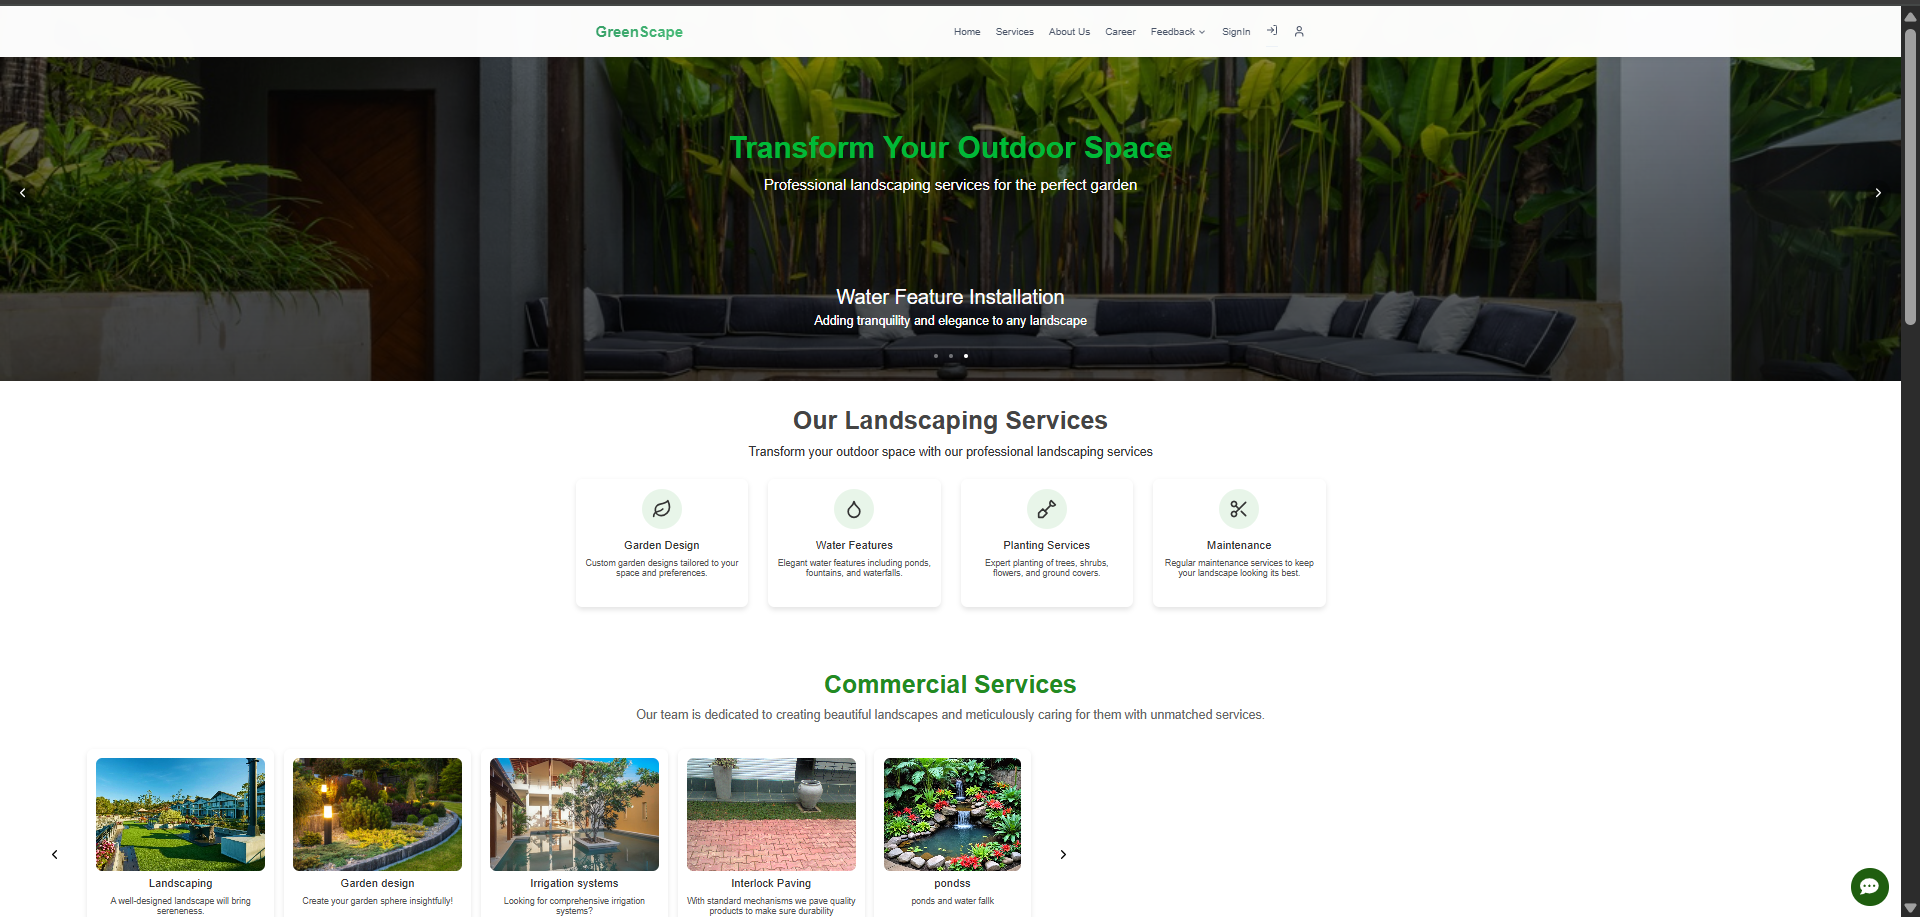 GreenScape
Home Services About Us Career Feedback SignIn
Transform Your Outdoor Space
Professional landscaping services for the perfect garden
Water Feature Installation
Adding tranquility and elegance to any landscape
Our Landscaping Services
Transform your outdoor space with our professional landscaping services
Garden Design
Custom garden designs tailored to your
space and preferences.
Water Features
Elegant water features including ponds,
fountains, and waterfalls.
Planting Services
Expert planting of trees, shrubs,
flowers, and ground covers.
Maintenance
Regular maintenance services to keep
your landscape looking its best.
Commercial Services
Our team is dedicated to creating beautiful landscapes and meticulously caring for them with unmatched services.
Landscaping
A well-designed landscape will bring
sereneness.
Garden design
Create your garden sphere insightfully!
Irrigation systems
Looking for comprehensive irrigation
systems?
Interlock Paving
With standard mechanisms we pave quality
products to make sure durability
pondss
ponds and water fallk